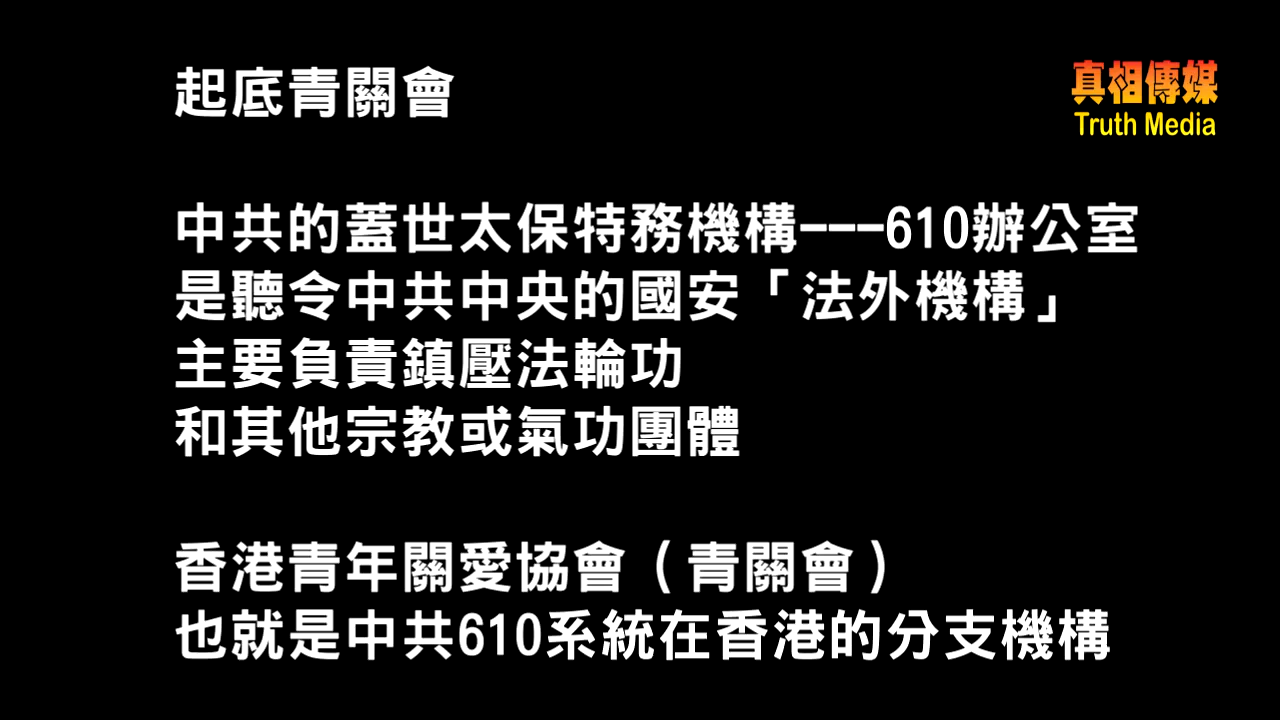 起底青關會
真相傳媒
Truth Media
中共的蓋世太保特務機構---610辦公室
是聽令中共中央的國安「法外機構」
主要負責鎮壓法輪功
和其他宗教或氣功團體
香港青年關愛協會（青關會）
也就是中共610系統在香港的分支機構